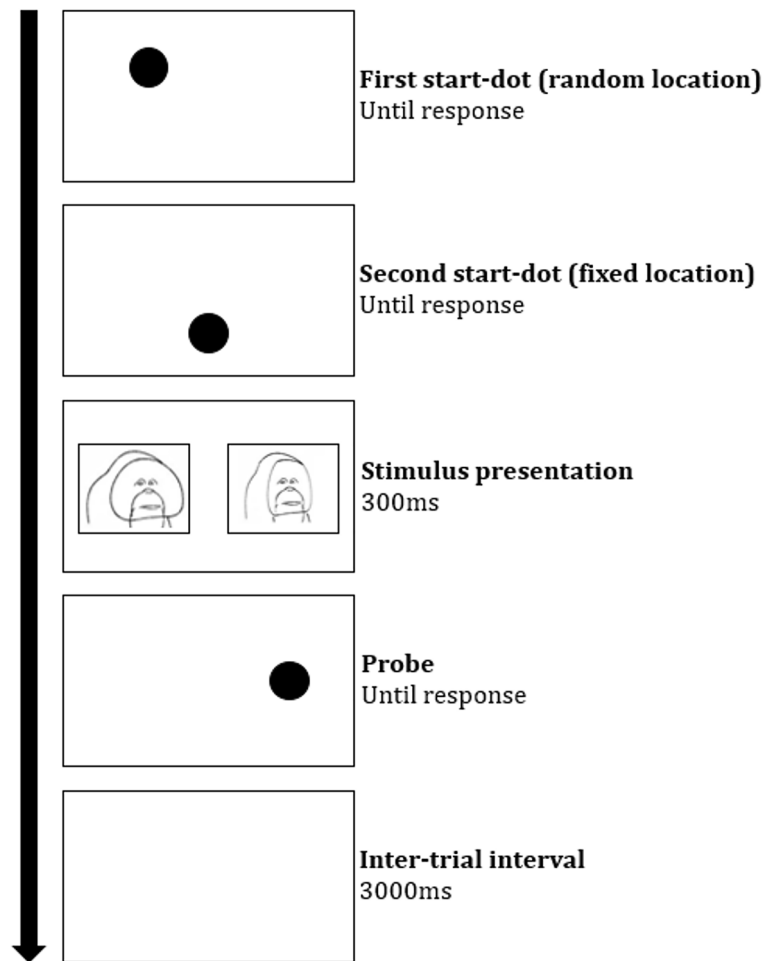 First start-dot (random location)
Until response
Second start-dot (fixed location)
Until response
Stimulus presentation
300ms
Probe
Until response
Inter-trial interval
3000ms